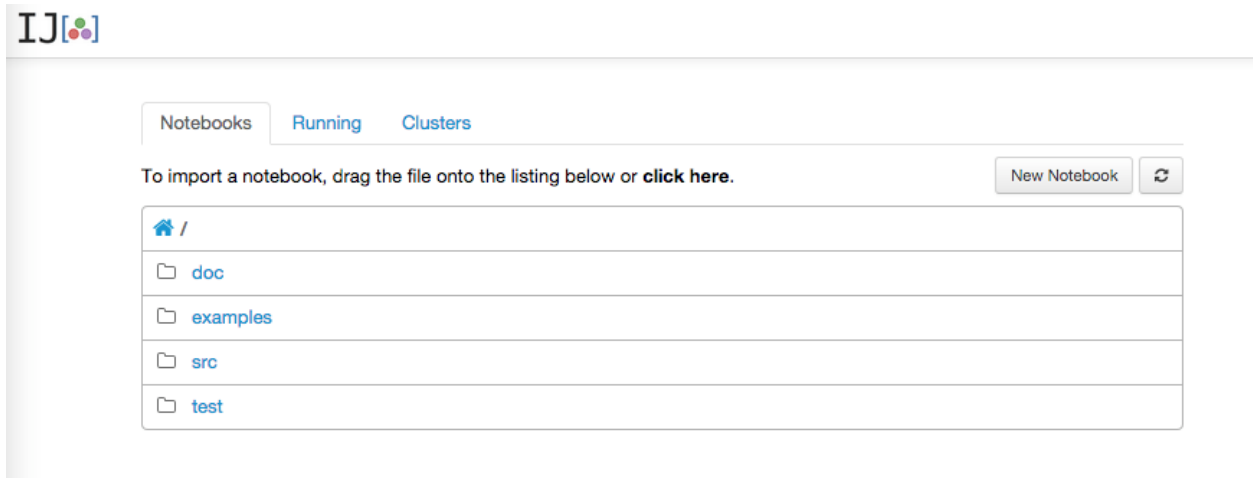 IJ[]
Notebooks Running Clusters
To import a notebook, drag the file onto the listing below or click here. New Notebook
/
doc
examples
src
test